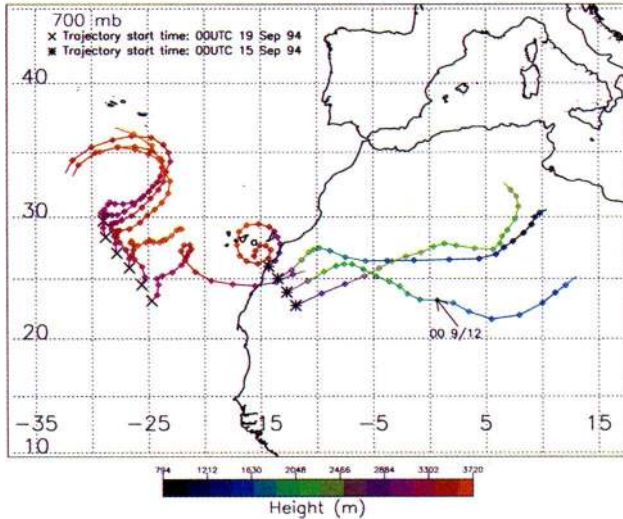 700 mb
× Trajectory start time: 00UTC 19 Sep 94
✳ Trajectory start time: 00UTC 15 Sep 94
40
30
20
00 9/12
-35 -25 -15 -5 5 15
10
794 1212 1630 2048 2466 2884 3302 3720
Height (m)